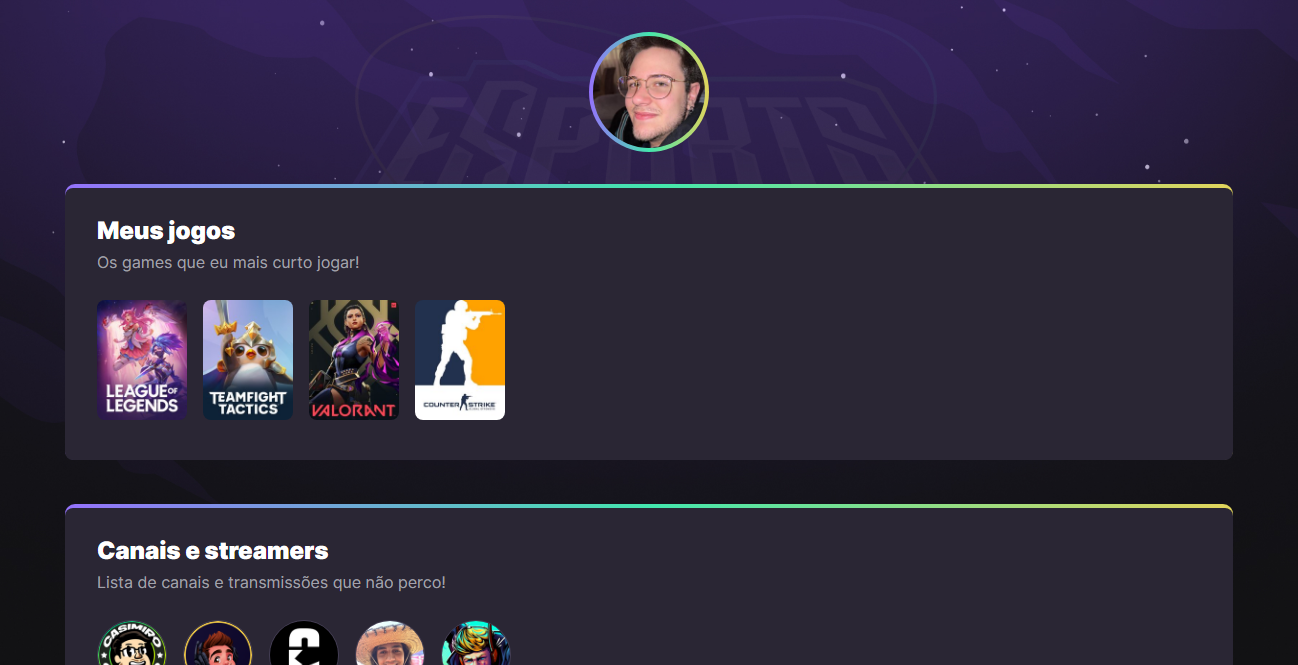 ESPORTS
Meus jogos
Os games que eu mais curto jogar!
LEAGUE OF
LEGENDS
TEAMFIGHT
TACTICS
VALORANT
COUNTER STRIKE
Canais e streamers
Lista de canais e transmissões que não perco!
CASIMIRO